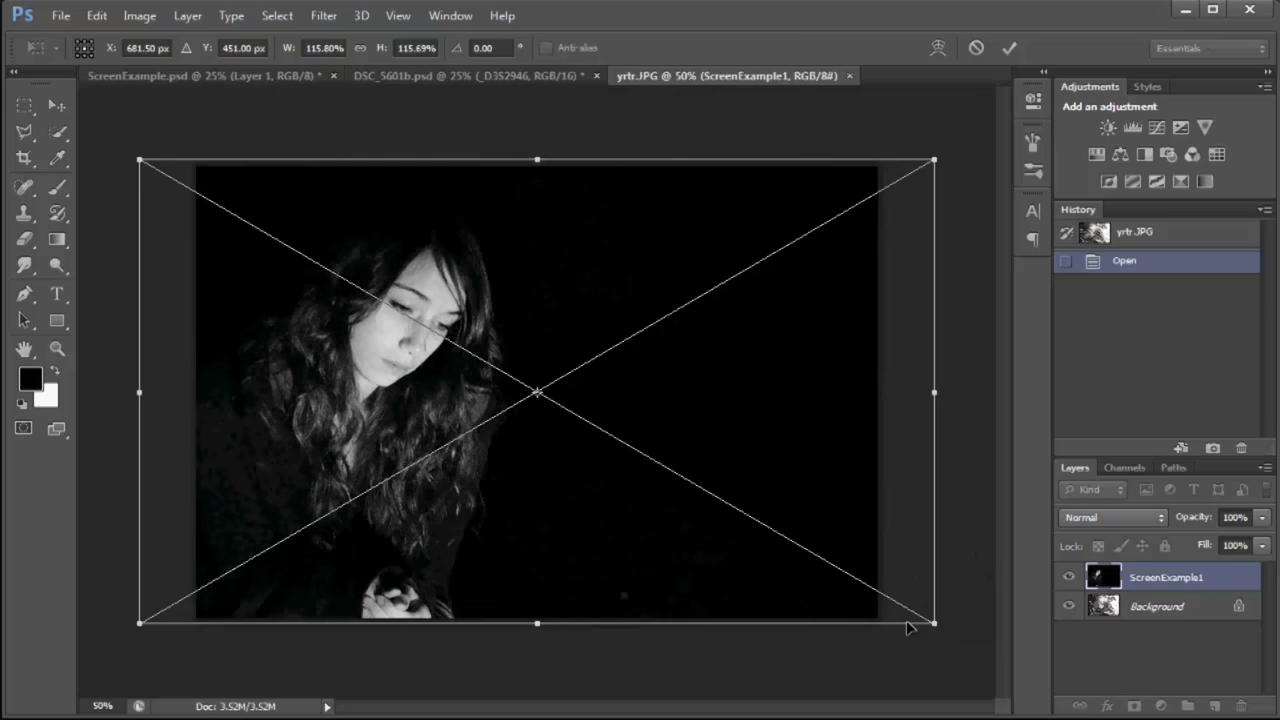 Ps File Edit Image Layer Type Select Filter 3D View Window Help
X: 681.50 px Y: 451.00 px W: 115.80% H: 115.69% 0.00 ° Anti-alias Essentials
ScreenExample.psd @ 25% (Layer 1, RGB/8) * × DSC_5601b.psd @ 25% (_D3S2946, RGB/16) * × yrtr.JPG @ 50% (ScreenExample1, RGB/8#) ×
Adjustments Styles
Add an adjustment
History
yrtr.JPG
Open
Layers Channels Paths
Kind
Normal Opacity: 100%
Lock: Fill: 100%
ScreenExample1
Background
50% Doc: 3.52M/3.52M